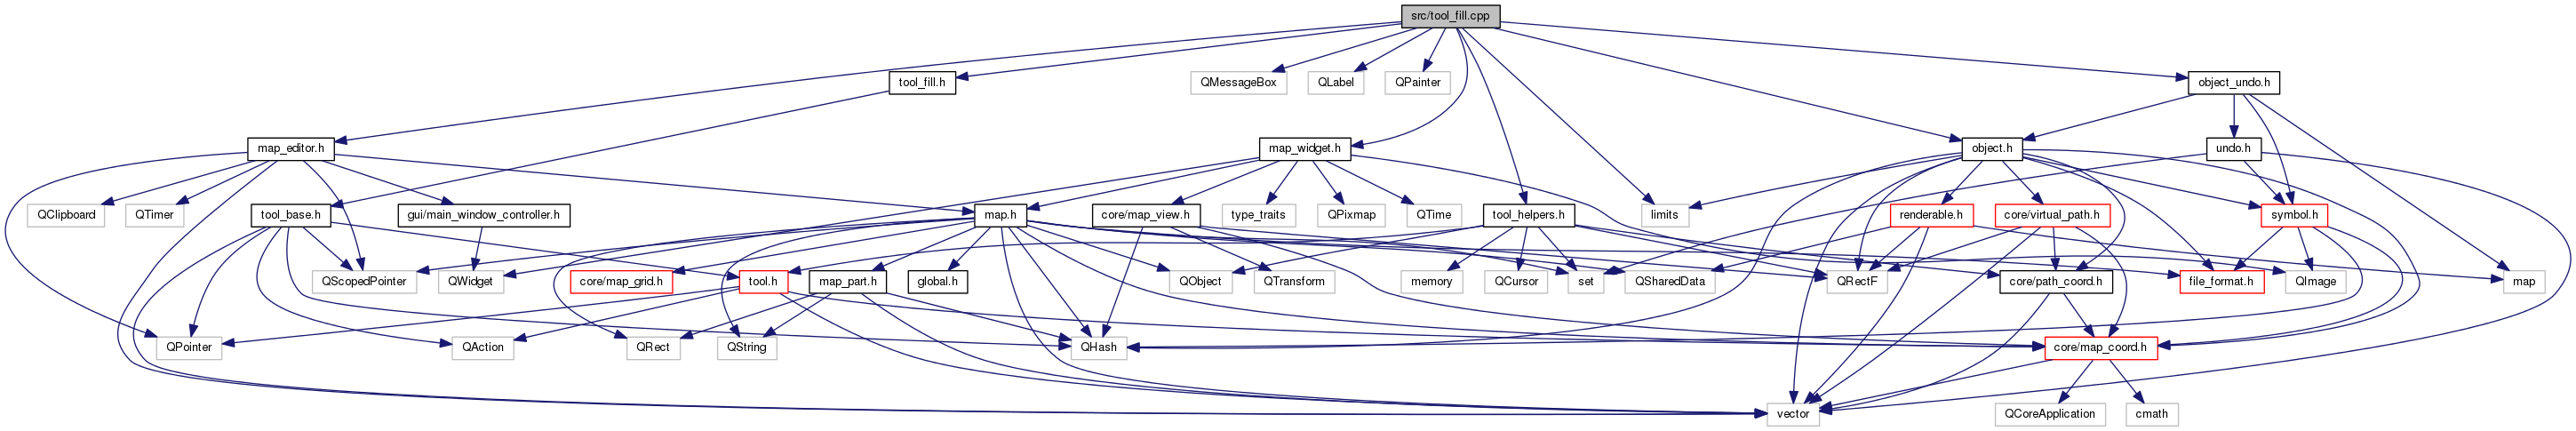 src/tool_fill.cpp
tool_fill.h
QMessageBox
QLabel
QPainter
object_undo.h
map_editor.h
map_widget.h
object.h
undo.h
QClipboard
QTimer
tool_base.h
gui/main_window_controller.h
map.h
core/map_view.h
type_traits
QPixmap
QTime
tool_helpers.h
limits
renderable.h
core/virtual_path.h
symbol.h
QScopedPointer
QWidget
core/map_grid.h
tool.h
map_part.h
global.h
QObject
QTransform
memory
QCursor
set
QSharedData
QRectF
core/path_coord.h
file_format.h
QImage
map
QPointer
QAction
QRect
QString
QHash
core/map_coord.h
vector
QCoreApplication
cmath